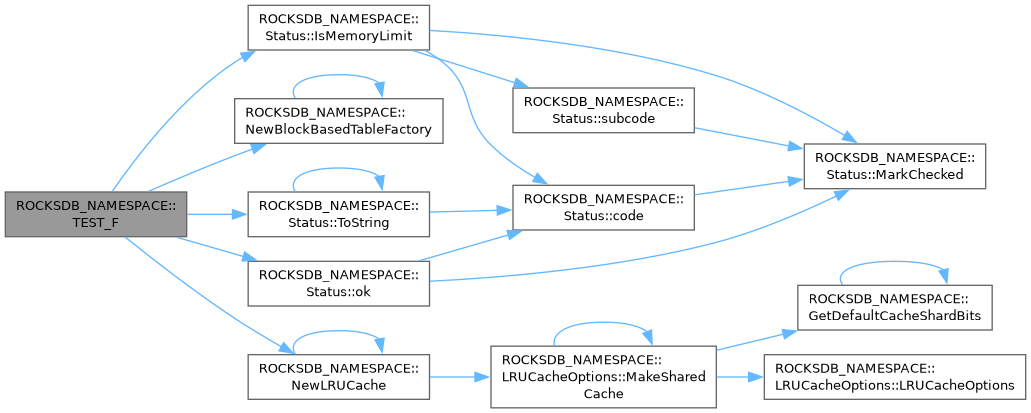 ROCKSDB_NAMESPACE::
TEST_F
ROCKSDB_NAMESPACE::
Status::IsMemoryLimit
ROCKSDB_NAMESPACE::
NewBlockBasedTableFactory
ROCKSDB_NAMESPACE::
Status::ToString
ROCKSDB_NAMESPACE::
Status::ok
ROCKSDB_NAMESPACE::
NewLRUCache
ROCKSDB_NAMESPACE::
Status::subcode
ROCKSDB_NAMESPACE::
Status::code
ROCKSDB_NAMESPACE::
LRUCacheOptions::MakeShared
Cache
ROCKSDB_NAMESPACE::
Status::MarkChecked
ROCKSDB_NAMESPACE::
GetDefaultCacheShardBits
ROCKSDB_NAMESPACE::
LRUCacheOptions::LRUCacheOptions